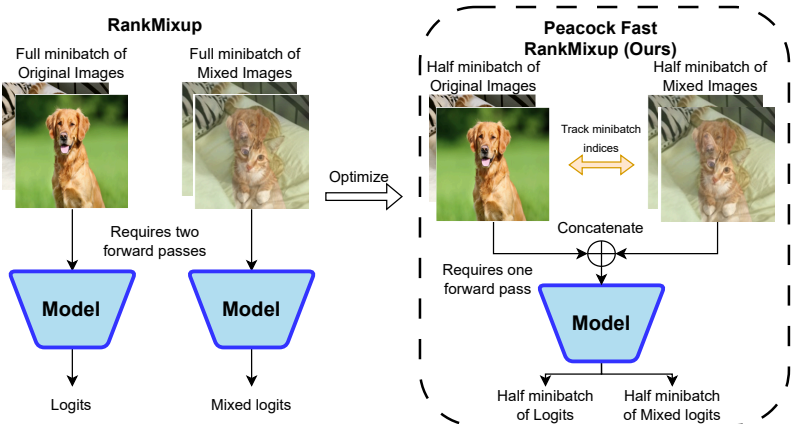 RankMixup
Full minibatch of
Original Images
Full minibatch of
Mixed Images
Requires two
forward passes
Model
Model
Logits
Mixed logits
Optimize
Peacock Fast
RankMixup (Ours)
Half minibatch of
Original Images
Half minibatch of
Mixed Images
Track minibatch
indices
Concatenate
Requires one
forward pass
Model
Half minibatch
of Logits
Half minibatch
of Mixed logits